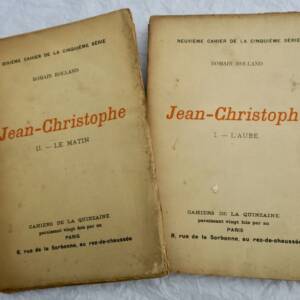 DIXIÈME CAHIER DE LA CINQUIÈME SÉRIE
ROMAIN ROLLAND
Jean-Christophe
II. — LE MATIN
CAHIERS DE LA QUINZAINE
paraissant vingt fois par an
PARIS
8, rue de la Sorbonne, au rez-de-chaussée
NEUVIÈME CAHIER DE LA CINQUIÈME SÉRIE
ROMAIN ROLLAND
Jean-Christoph
I. — L'AUBE
CAHIERS DE LA QUINZAINE
paraissant vingt fois par an
PARIS
8, rue de la Sorbonne, au rez-de-chaussée